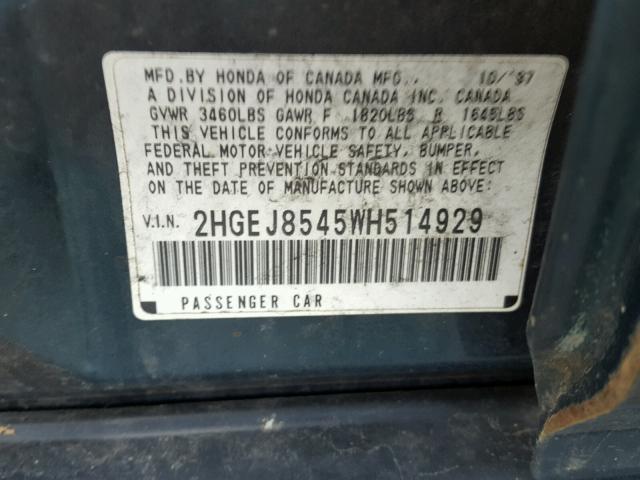 MFD.BY HONDA OF CANADA MFG.. 10/'97
A DIVISION OF HONDA CANADA INC. CANADA
GVWR 3460LBS GAWR F 1820LBS R 1645LBS
THIS VEHICLE CONFORMS TO ALL APPLICABLE
FEDERAL MOTOR VEHICLE SAFETY, BUMPER,
AND THEFT PREVENTION STANDARDS IN EFFECT
ON THE DATE OF MANUFACTURE SHOWN ABOVE:
V.I.N. 2HGEJ8545WH514929
PASSENGER CAR